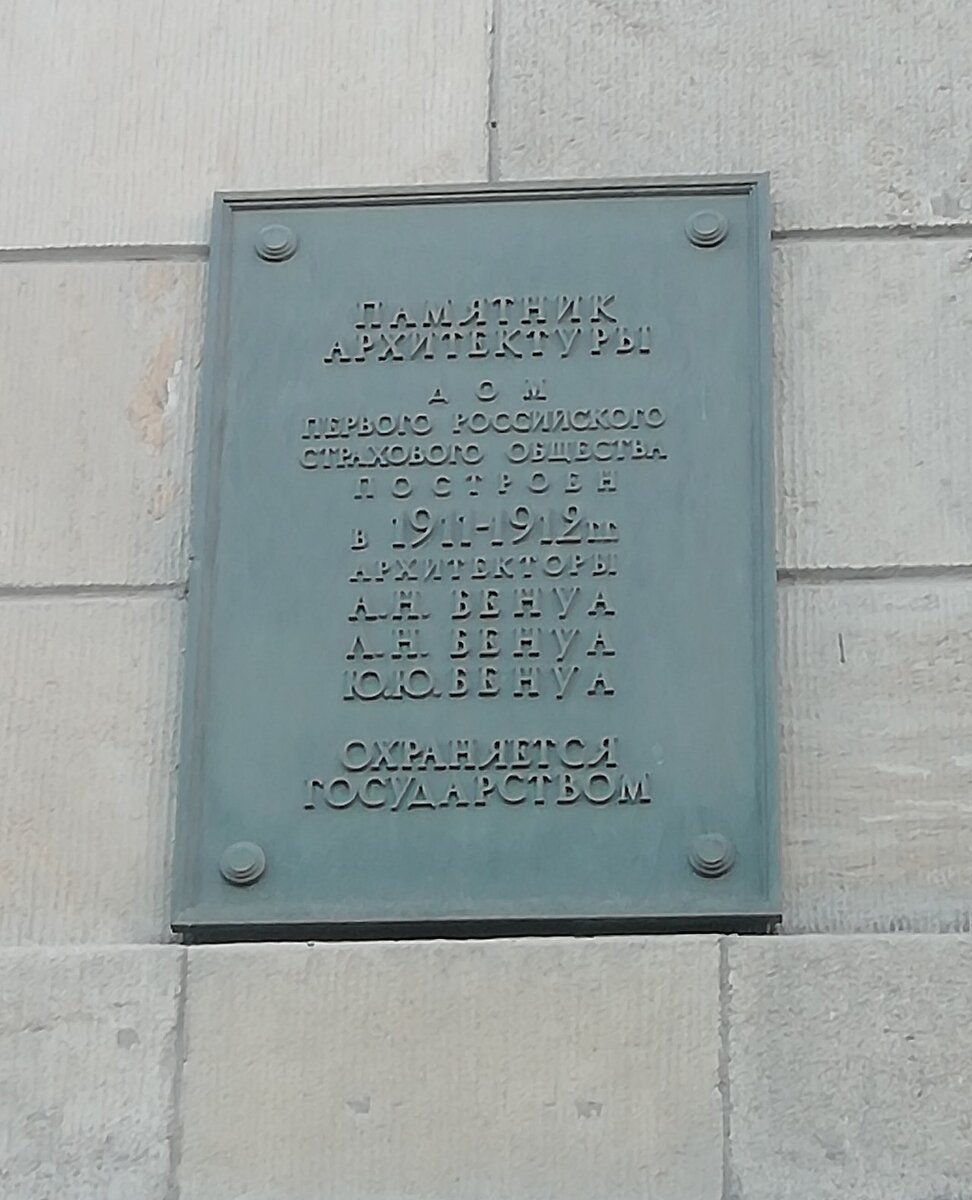 ПАМЯТНИК
АРХИТЕКТУРЫ
ДОМ
ПЕРВОГО РОССИЙСКОГО
СТРАХОВОГО ОБЩЕСТВА
ПОСТРОЕН
В 1911-1912 гг.
АРХИТЕКТОРЫ
А.Н. БЕНУА
Л.Н. БЕНУА
Ю.Ю. БЕНУА
ОХРАНЯЕТСЯ
ГОСУДАРСТВОМ